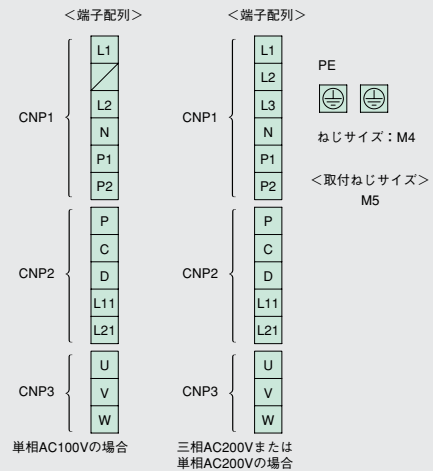 ＜端子配列＞
CNP1
L1
L2
N
P1
P2
CNP2
P
C
D
L11
L21
CNP3
U
V
W
単相AC100Vの場合
＜端子配列＞
CNP1
L1
L2
L3
N
P1
P2
CNP2
P
C
D
L11
L21
CNP3
U
V
W
三相AC200Vまたは
単相AC200Vの場合
PE
ねじサイズ：M4
＜取付ねじサイズ＞
M5